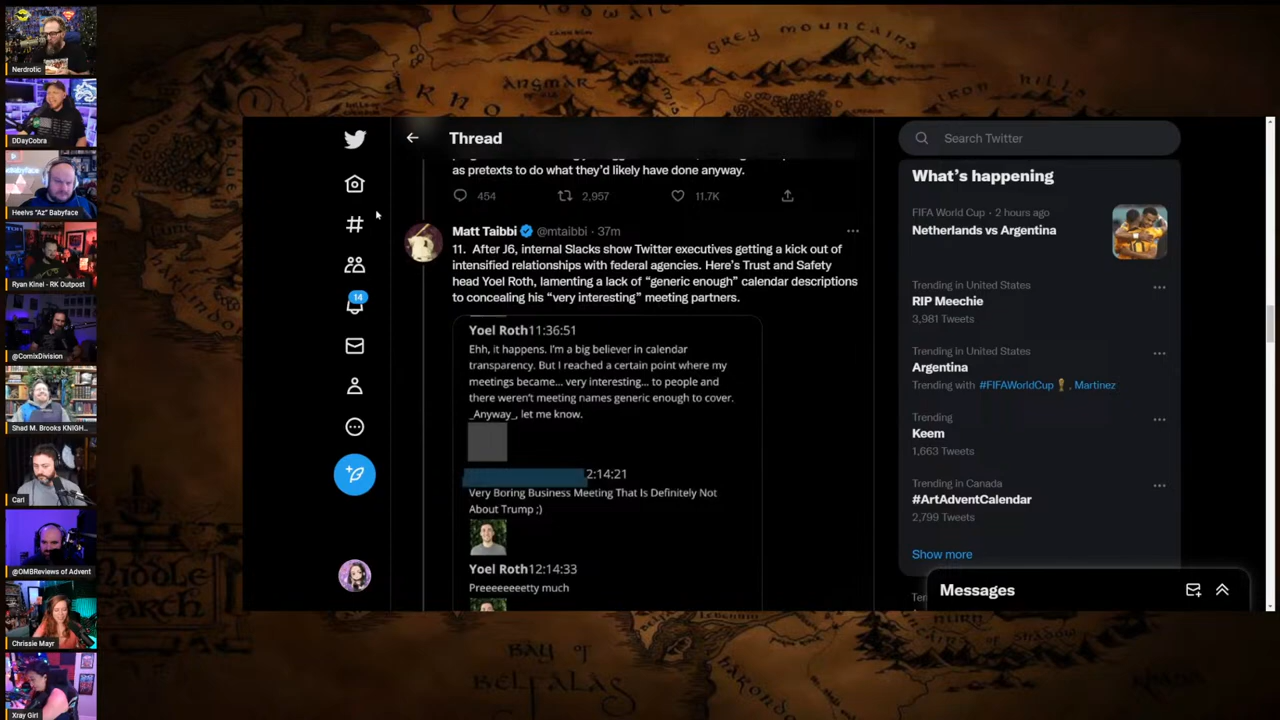 Nerdrotic
DDayCobra
Heelvs "Az" Babyface
Ryan Kinel - RK Outpost
@ComixDivision
Shad M. Brooks KNIGH...
Carl
@OMBReviews of Advent
Chrissie Mayr
Xray Girl
GREY MOUNTAINS
ANGMAR
MIDDLE
EARTH
BAY OF
BELFALAS
14
Thread
as pretexts to do what they'd likely have done anyway.
454
2,957
11.7K
Matt Taibbi @mtaibbi · 37m
11. After J6, internal Slacks show Twitter executives getting a kick out of
intensified relationships with federal agencies. Here's Trust and Safety
head Yoel Roth, lamenting a lack of “generic enough” calendar descriptions
to concealing his “very interesting” meeting partners.
Yoel Roth11:36:51
Ehh, it happens. I'm a big believer in calendar
transparency. But I reached a certain point where my
meetings became... very interesting... to people and
there weren't meeting names generic enough to cover.
_Anyway_, let me know.
2:14:21
Very Boring Business Meeting That Is Definitely Not
About Trump ;)
Yoel Roth12:14:33
Preeeeeeeetty much
Search Twitter
What's happening
FIFA World Cup · 2 hours ago
Netherlands vs Argentina
Trending in United States
RIP Meechie
3,981 Tweets
Trending in United States
Argentina
Trending with #FIFAWorldCup , Martinez
Trending
Keem
1,663 Tweets
Trending in Canada
#ArtAdventCalendar
2,799 Tweets
Show more
Messages